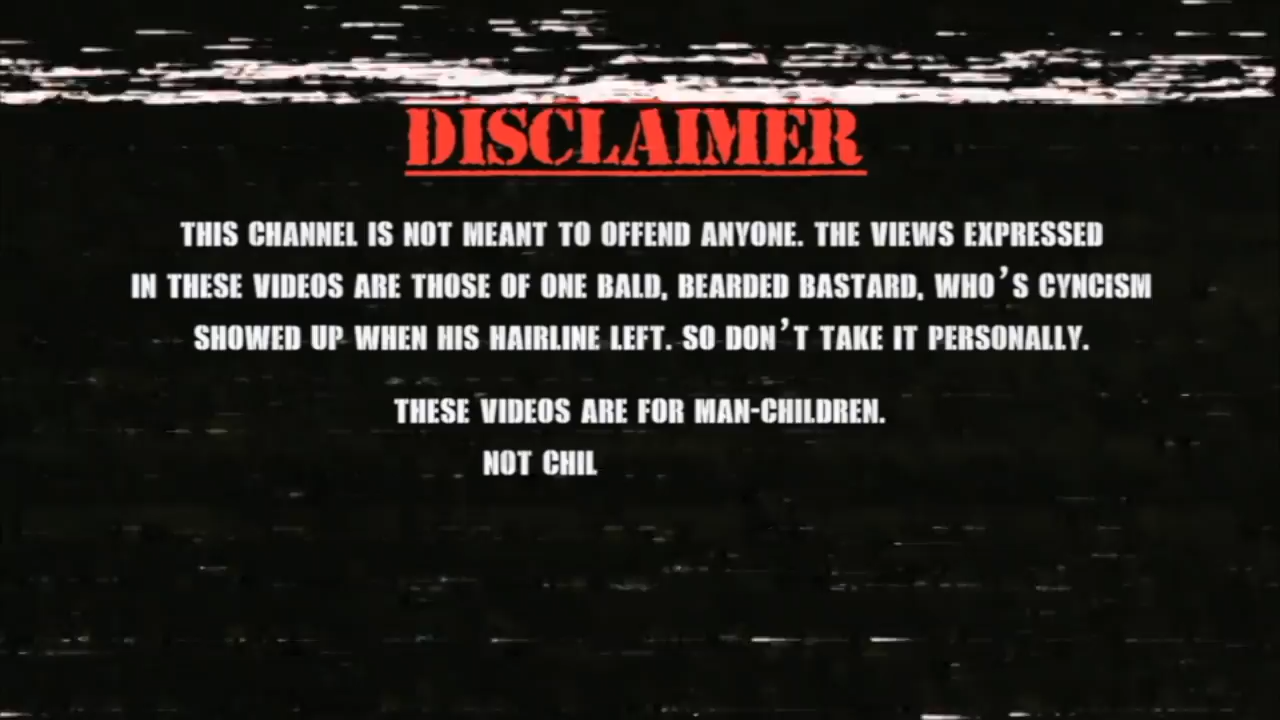 DISCLAIMER
THIS CHANNEL IS NOT MEANT TO OFFEND ANYONE. THE VIEWS EXPRESSED
IN THESE VIDEOS ARE THOSE OF ONE BALD, BEARDED BASTARD, WHO'S CYNCISM
SHOWED UP WHEN HIS HAIRLINE LEFT. SO DON'T TAKE IT PERSONALLY.
THESE VIDEOS ARE FOR MAN-CHILDREN.
NOT CHIL